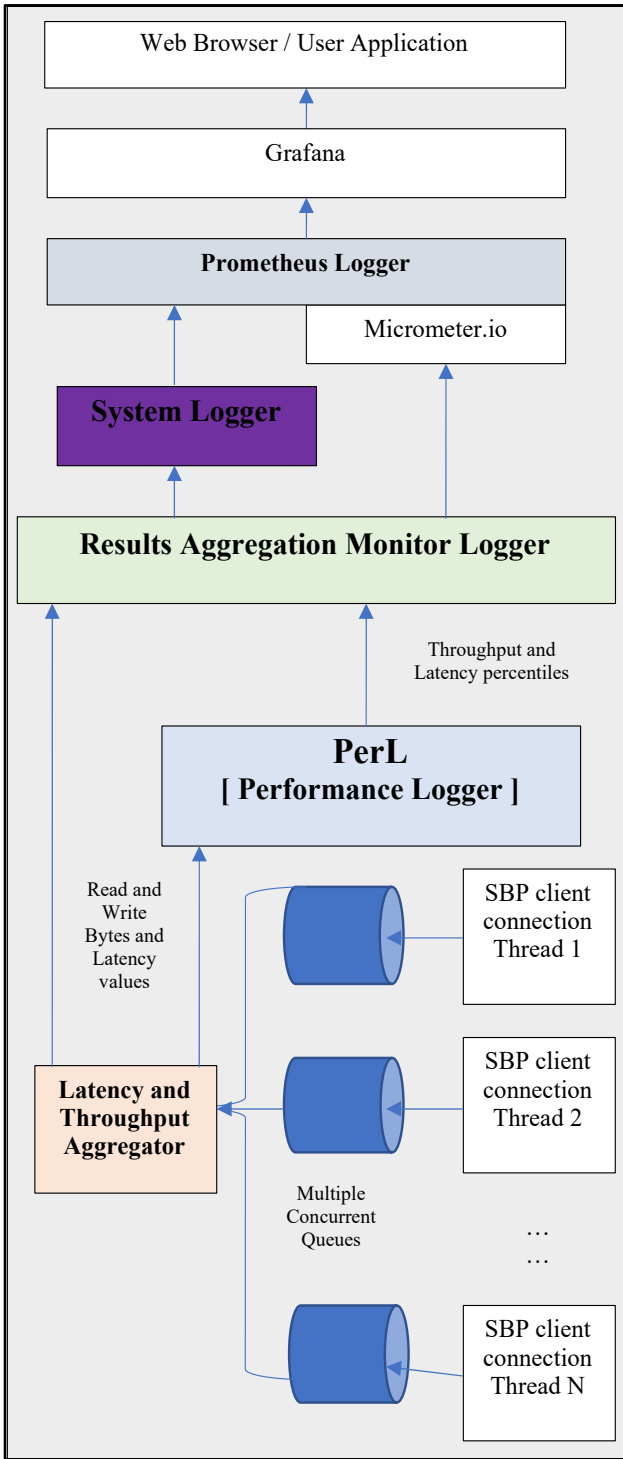 Web Browser / User Application
Grafana
Prometheus Logger
Micrometer.io
System Logger
Results Aggregation Monitor Logger
Throughput and
Latency percentiles
PerL
[ Performance Logger ]
Read and
Write
Bytes and
Latency
values
SBP client
connection
Thread 1
Latency and
Throughput
Aggregator
SBP client
connection
Thread 2
Multiple
Concurrent
Queues
…
…
SBP client
connection
Thread N